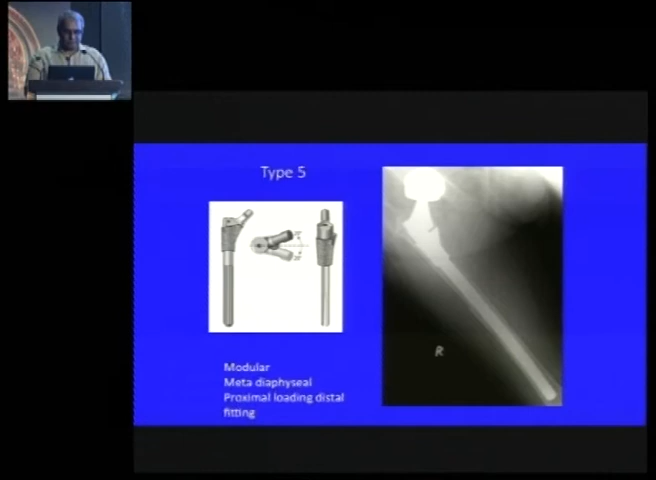 Type 5
Modular
Meta diaphyseal
Proximal loading distal
fitting
R